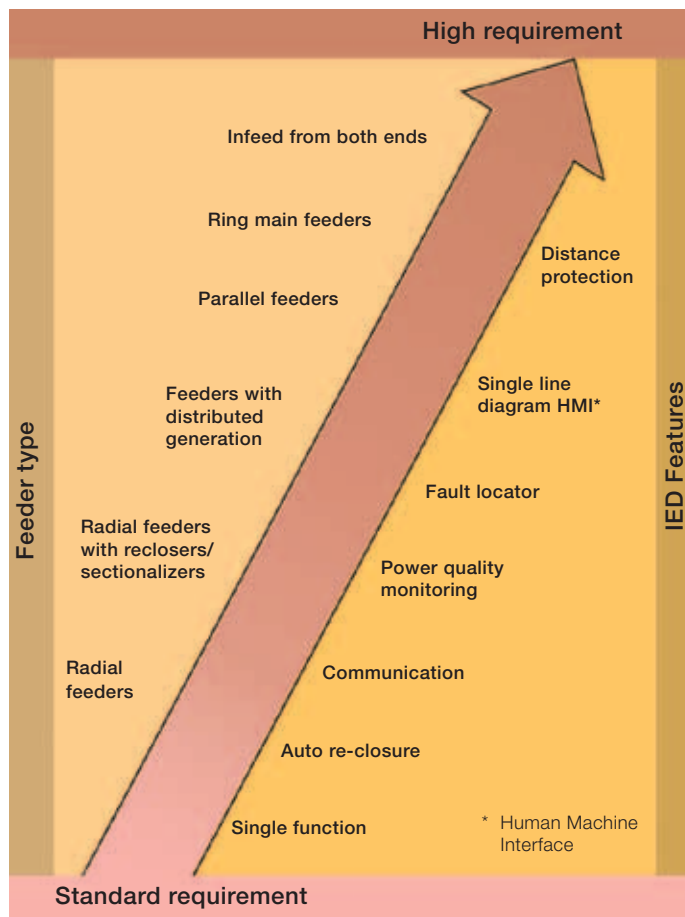 High requirement
Feeder type
Infeed from both ends
Ring main feeders
Parallel feeders
Feeders with
distributed
generation
Radial feeders
with reclosers/
sectionalizers
Radial
feeders
Distance
protection
Single line
diagram HMI*
Fault locator
Power quality
monitoring
Communication
Auto re-closure
Single function
IED Features
* Human Machine
Interface
Standard requirement